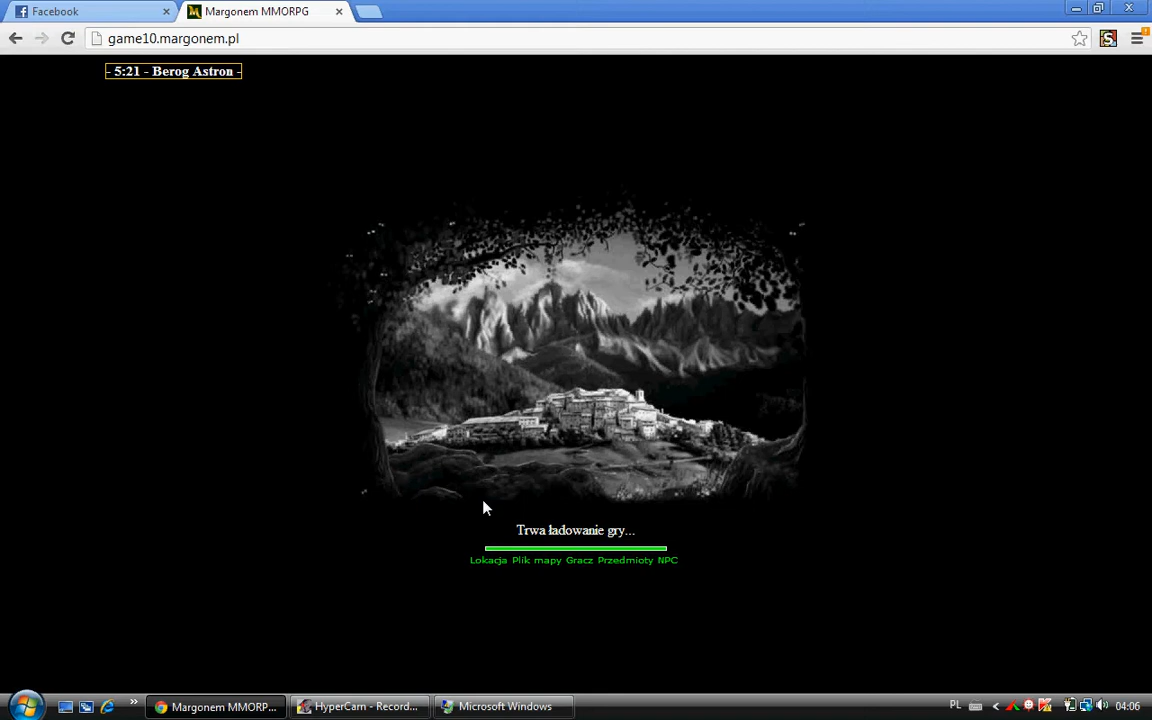 Facebook
Margonem MMORPG
game10.margonem.pl
- 5:21 - Berog Astron -
Trwa ładowanie gry...
Lokacja Plik mapy Gracz Przedmioty NPC
Margonem MMORP...
HyperCam - Record...
Microsoft Windows
PL
04:06